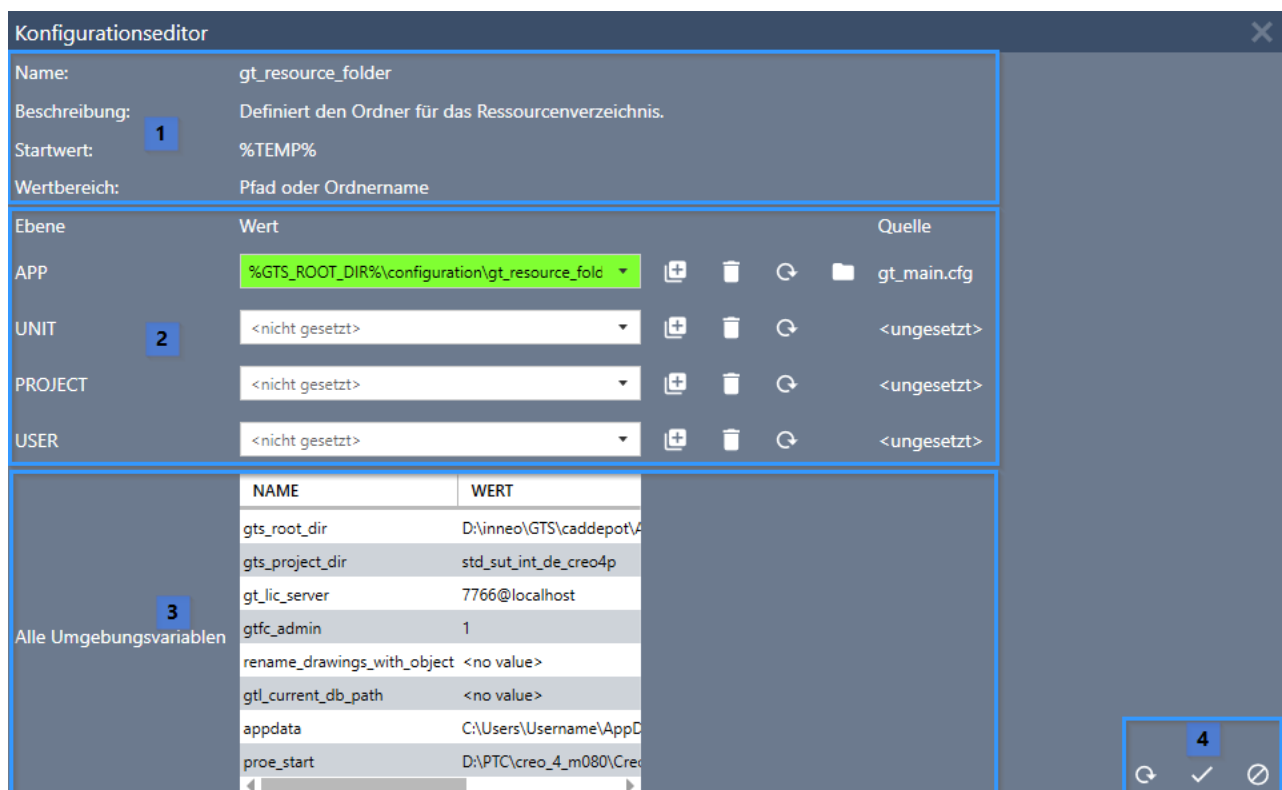 Konfigurationseditor
Name: gt_resource_folder
Beschreibung: Definiert den Ordner für das Ressourcenverzeichnis.
1
Startwert: %TEMP%
Wertbereich: Pfad oder Ordnername
Ebene Wert Quelle
APP %GTS_ROOT_DIR%\configuration\gt_resource_fold gt_main.cfg
UNIT <nicht gesetzt> <ungesetzt>
2
PROJECT <nicht gesetzt> <ungesetzt>
USER <nicht gesetzt> <ungesetzt>
NAME WERT
gts_root_dir D:\inneo\GTS\caddepot\A
gts_project_dir std_sut_int_de_creo4p
gt_lic_server 7766@localhost
3
Alle Umgebungsvariablen
gtfc_admin 1
rename_drawings_with_object <no value>
gtl_current_db_path <no value>
appdata C:\Users\Username\AppD
proe_start D:\PTC\creo_4_m080\Creo
4